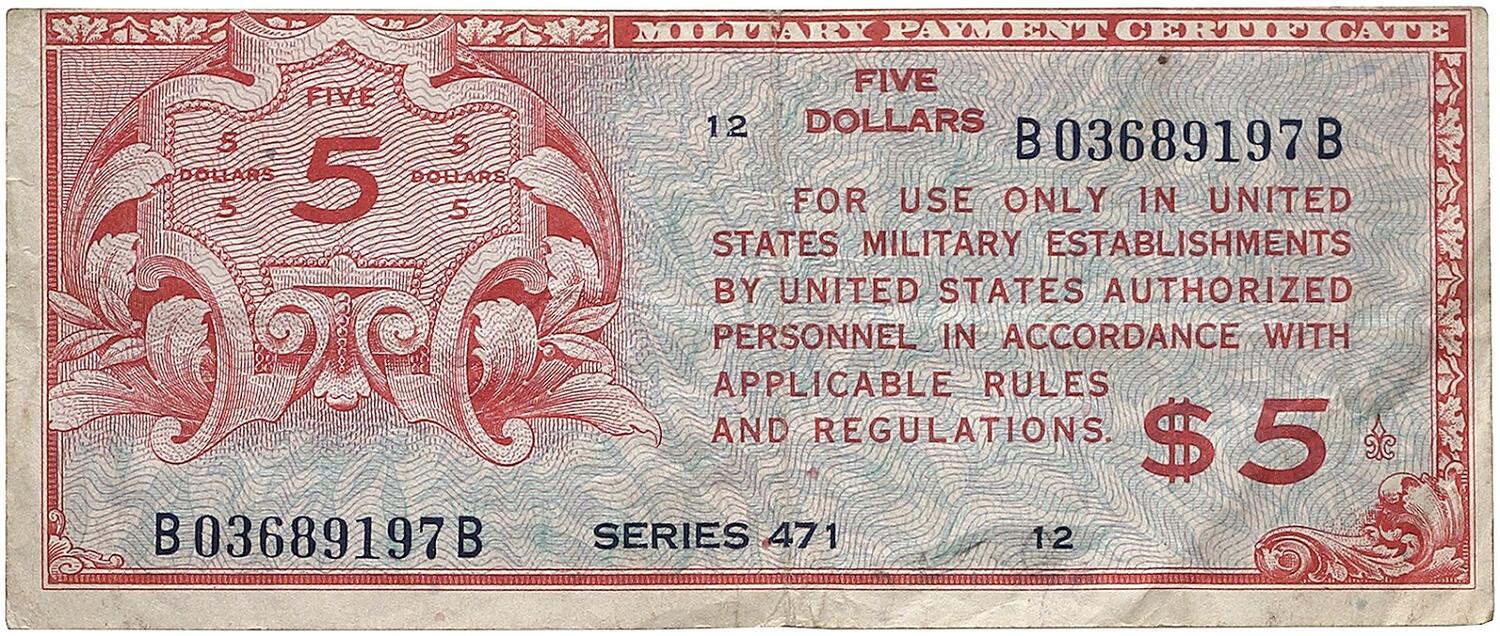 MILITARY PAYMENT CERTIFICATE
FIVE
5 5 5
DOLLARS DOLLARS
5 5
FIVE
DOLLARS
12
B03689197B
FOR USE ONLY IN UNITED
STATES MILITARY ESTABLISHMENTS
BY UNITED STATES AUTHORIZED
PERSONNEL IN ACCORDANCE WITH
APPLICABLE RULES
AND REGULATIONS.
$5
B03689197B
SERIES 471
12